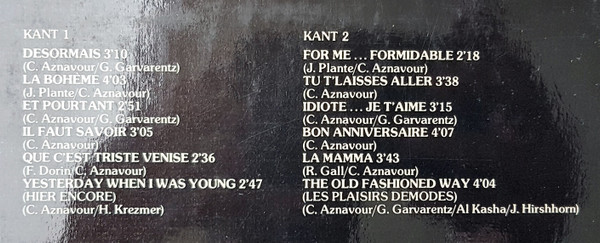 KANT 1
DESORMAIS 3'10
(C. Aznavour/G. Garvarentz)
LA BOHÈME 4'03
(J. Plante/C. Aznavour)
ET POURTANT 2'51
(C. Aznavour/G. Garvarentz)
IL FAUT SAVOIR 3'05
(C. Aznavour)
QUE C'EST TRISTE VENISE 2'36
(F. Dorin/C. Aznavour)
YESTERDAY WHEN I WAS YOUNG 2'47
(HIER ENCORE)
(C. Aznavour/H. Krezmer)
KANT 2
FOR ME ... FORMIDABLE 2'18
(J. Plante/C. Aznavour)
TU T'LAISSES ALLER 3'38
(C. Aznavour)
IDIOTE ... JE T'AIME 3'15
(C. Aznavour/G. Garvarentz)
BON ANNIVERSAIRE 4'07
(C. Aznavour)
LA MAMMA 3'43
(R. Gall/C. Aznavour)
THE OLD FASHIONED WAY 4'04
(LES PLAISIRS DEMODES)
(C. Aznavour/G. Garvarentz/Al Kasha/J. Hirshhorn)